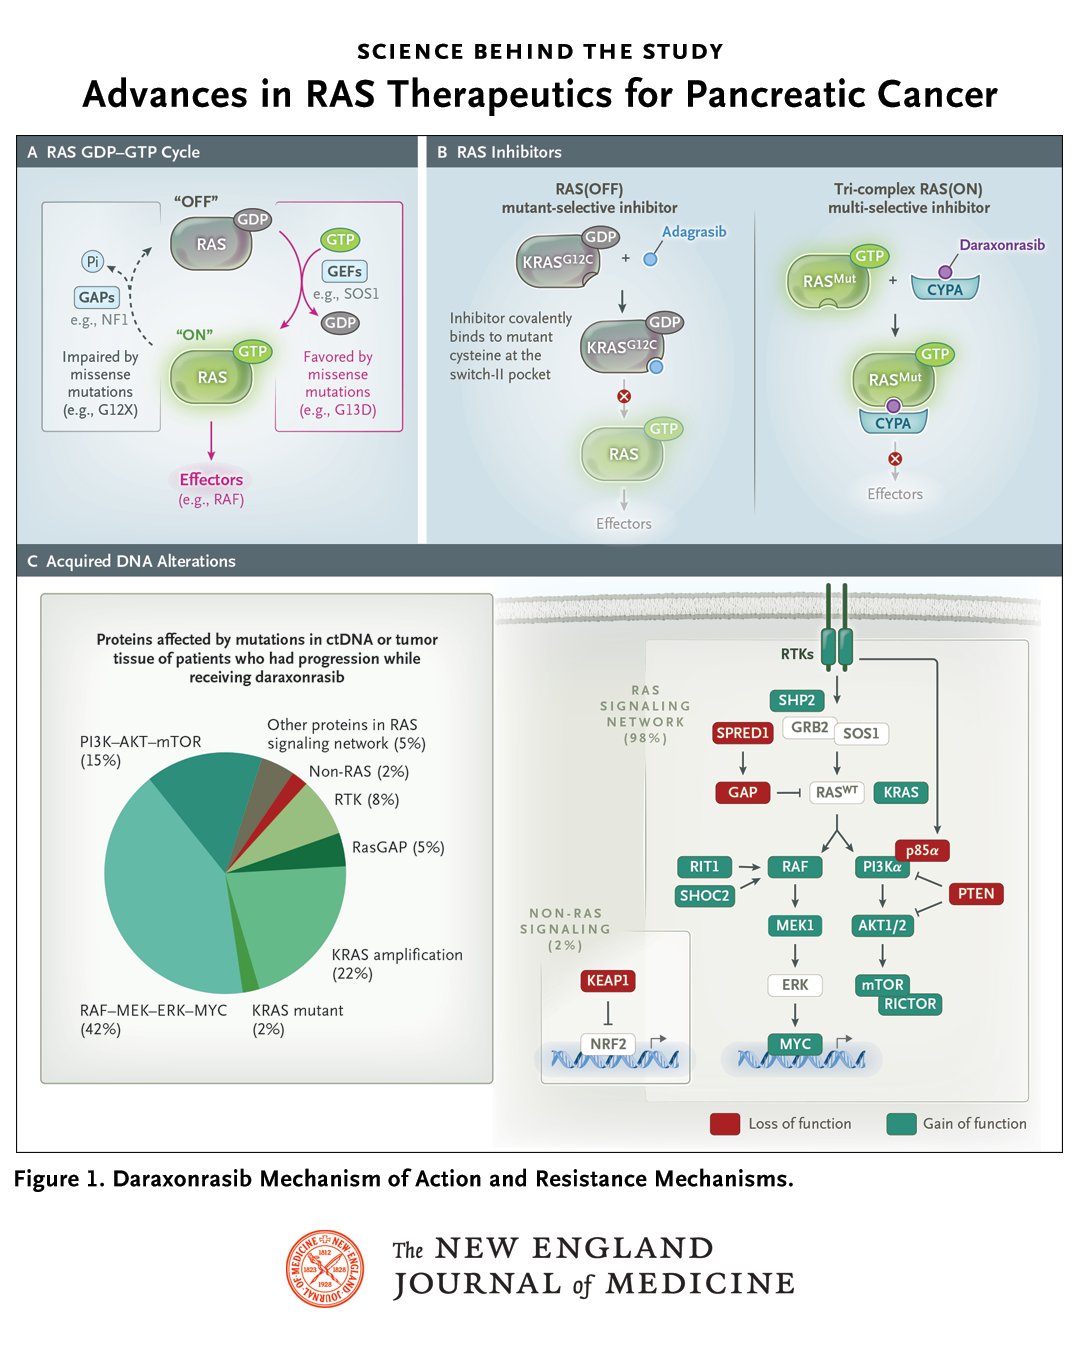 SCIENCE BEHIND THE STUDY
Advances in RAS Therapeutics for Pancreatic Cancer
A RAS GDP–GTP Cycle
"OFF"
GDP
RAS
Pi
GAPs
e.g., NF1
GTP
GEFs
e.g., SOS1
GDP
"ON"
GTP
RAS
Impaired by
missense
mutations
(e.g., G12X)
Favored by
missense
mutations
(e.g., G13D)
Effectors
(e.g., RAF)
B RAS Inhibitors
RAS(OFF)
mutant-selective inhibitor
GDP
KRASG12C
+
Adagrasib
Inhibitor covalently
binds to mutant
cysteine at the
switch-II pocket
GDP
KRASG12C
GTP
RAS
Effectors
Tri-complex RAS(ON)
multi-selective inhibitor
GTP
RASMut
+
Daraxonrasib
CYPA
GTP
RASMut
CYPA
Effectors
C Acquired DNA Alterations
Proteins affected by mutations in ctDNA or tumor
tissue of patients who had progression while
receiving daraxonrasib
PI3K–AKT–mTOR
(15%)
Other proteins in RAS
signaling network (5%)
Non-RAS (2%)
RTK (8%)
RasGAP (5%)
KRAS amplification
(22%)
KRAS mutant
(2%)
RAF–MEK–ERK–MYC
(42%)
RAS
SIGNALING
NETWORK
(98%)
RTKs
SHP2
GRB2
SOS1
SPRED1
GAP
RASWT
KRAS
p85α
RIT1
SHOC2
RAF
PI3Kα
PTEN
MEK1
AKT1/2
ERK
mTOR
RICTOR
MYC
NON-RAS
SIGNALING
(2%)
KEAP1
NRF2
Loss of function
Gain of function
Figure 1. Daraxonrasib Mechanism of Action and Resistance Mechanisms.
The NEW ENGLAND
JOURNAL of MEDICINE
NEW·ENGLAND·JOURNAL·OF·MEDICINE
1812
1823
1828
1928